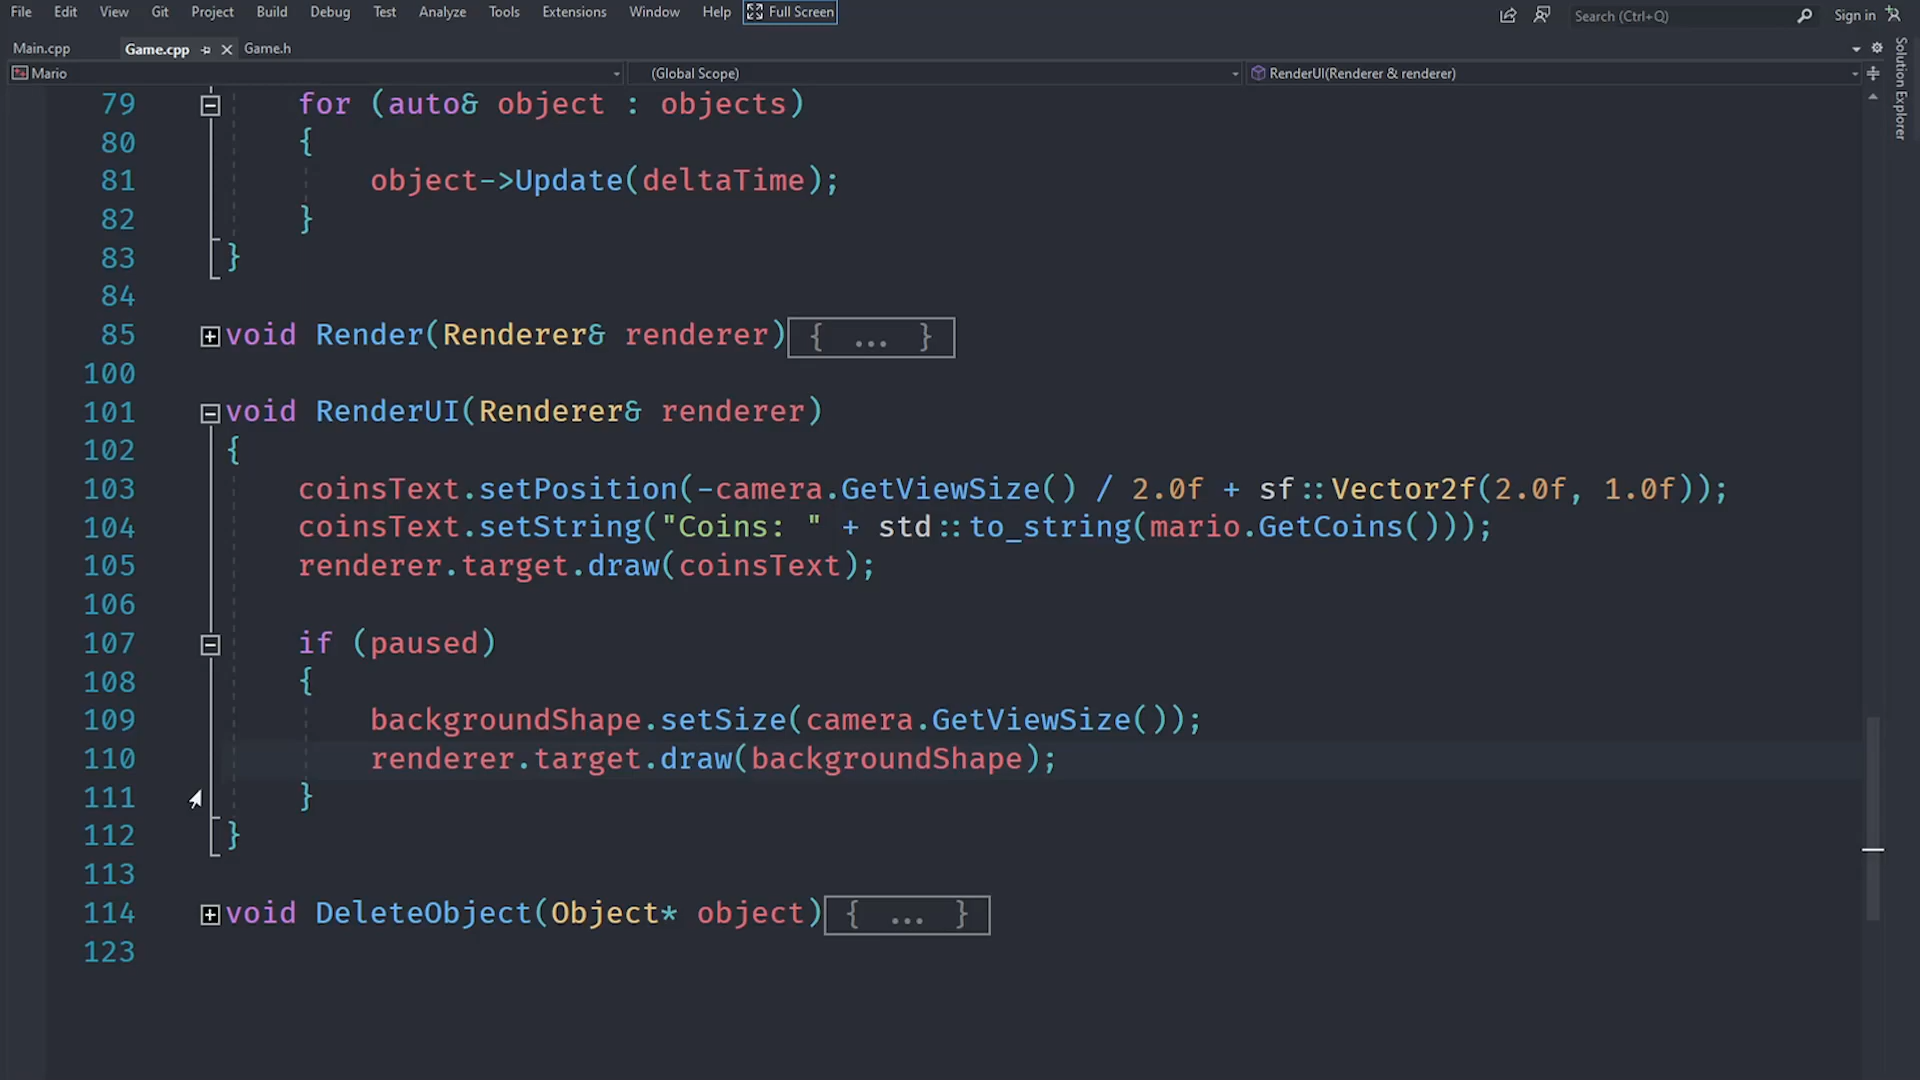 File Edit View Git Project Build Debug Test Analyze Tools Extensions Window Help Full Screen Search (Ctrl+Q) Sign in
Main.cpp Game.cpp Game.h
Mario (Global Scope) RenderUI(Renderer & renderer)
Solution Explorer
79 for (auto& object : objects)
80 {
81 object->Update(deltaTime);
82 }
83 }
84
85 void Render(Renderer& renderer){ ... }
100
101 void RenderUI(Renderer& renderer)
102 {
103 coinsText.setPosition(-camera.GetViewSize() / 2.0f + sf::Vector2f(2.0f, 1.0f));
104 coinsText.setString("Coins: " + std::to_string(mario.GetCoins()));
105 renderer.target.draw(coinsText);
106
107 if (paused)
108 {
109 backgroundShape.setSize(camera.GetViewSize());
110 renderer.target.draw(backgroundShape);
111 }
112 }
113
114 void DeleteObject(Object* object){ ... }
123